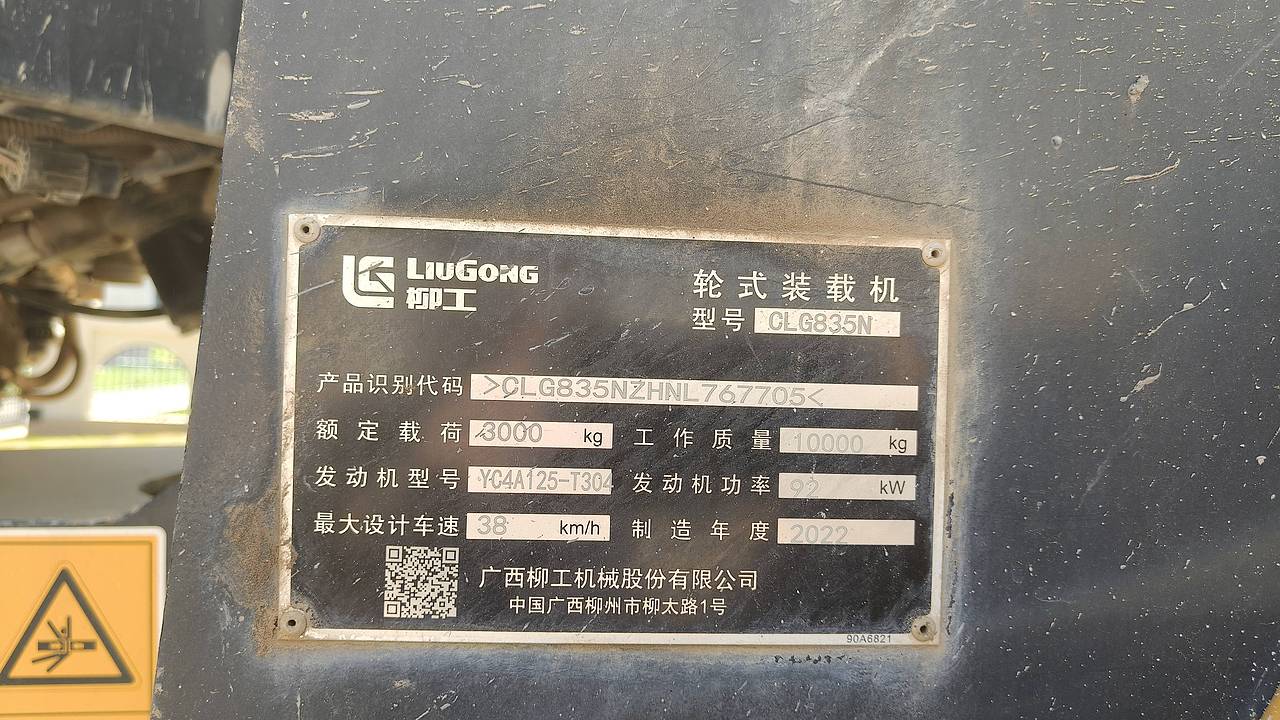 LIUGONG
柳工
轮式装载机
型号 CLG835N
产品识别代码 >CLG835NZHNL767705<
额定载荷 3000 kg 工作质量 10000 kg
发动机型号 YC4A125-T304 发动机功率 92 kW
最大设计车速 38 km/h 制造年度 2022
广西柳工机械股份有限公司
中国广西柳州市柳太路1号
90A6821